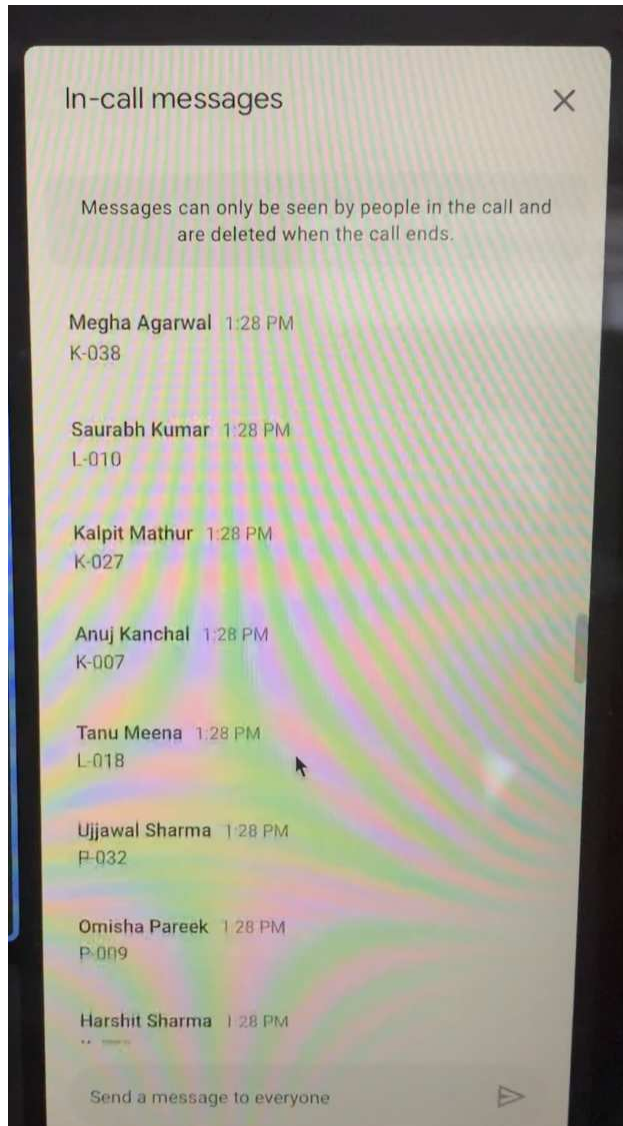 In-call messages
Messages can only be seen by people in the call and
are deleted when the call ends.
Megha Agarwal 1:28 PM
K-038
Saurabh Kumar 1:28 PM
L-010
Kalpit Mathur 1:28 PM
K-027
Anuj Kanchal 1:28 PM
K-007
Tanu Meena 1:28 PM
L-018
Ujjawal Sharma 1:28 PM
P-032
Omisha Pareek 1:28 PM
P-009
Harshit Sharma 1:28 PM
Send a message to everyone